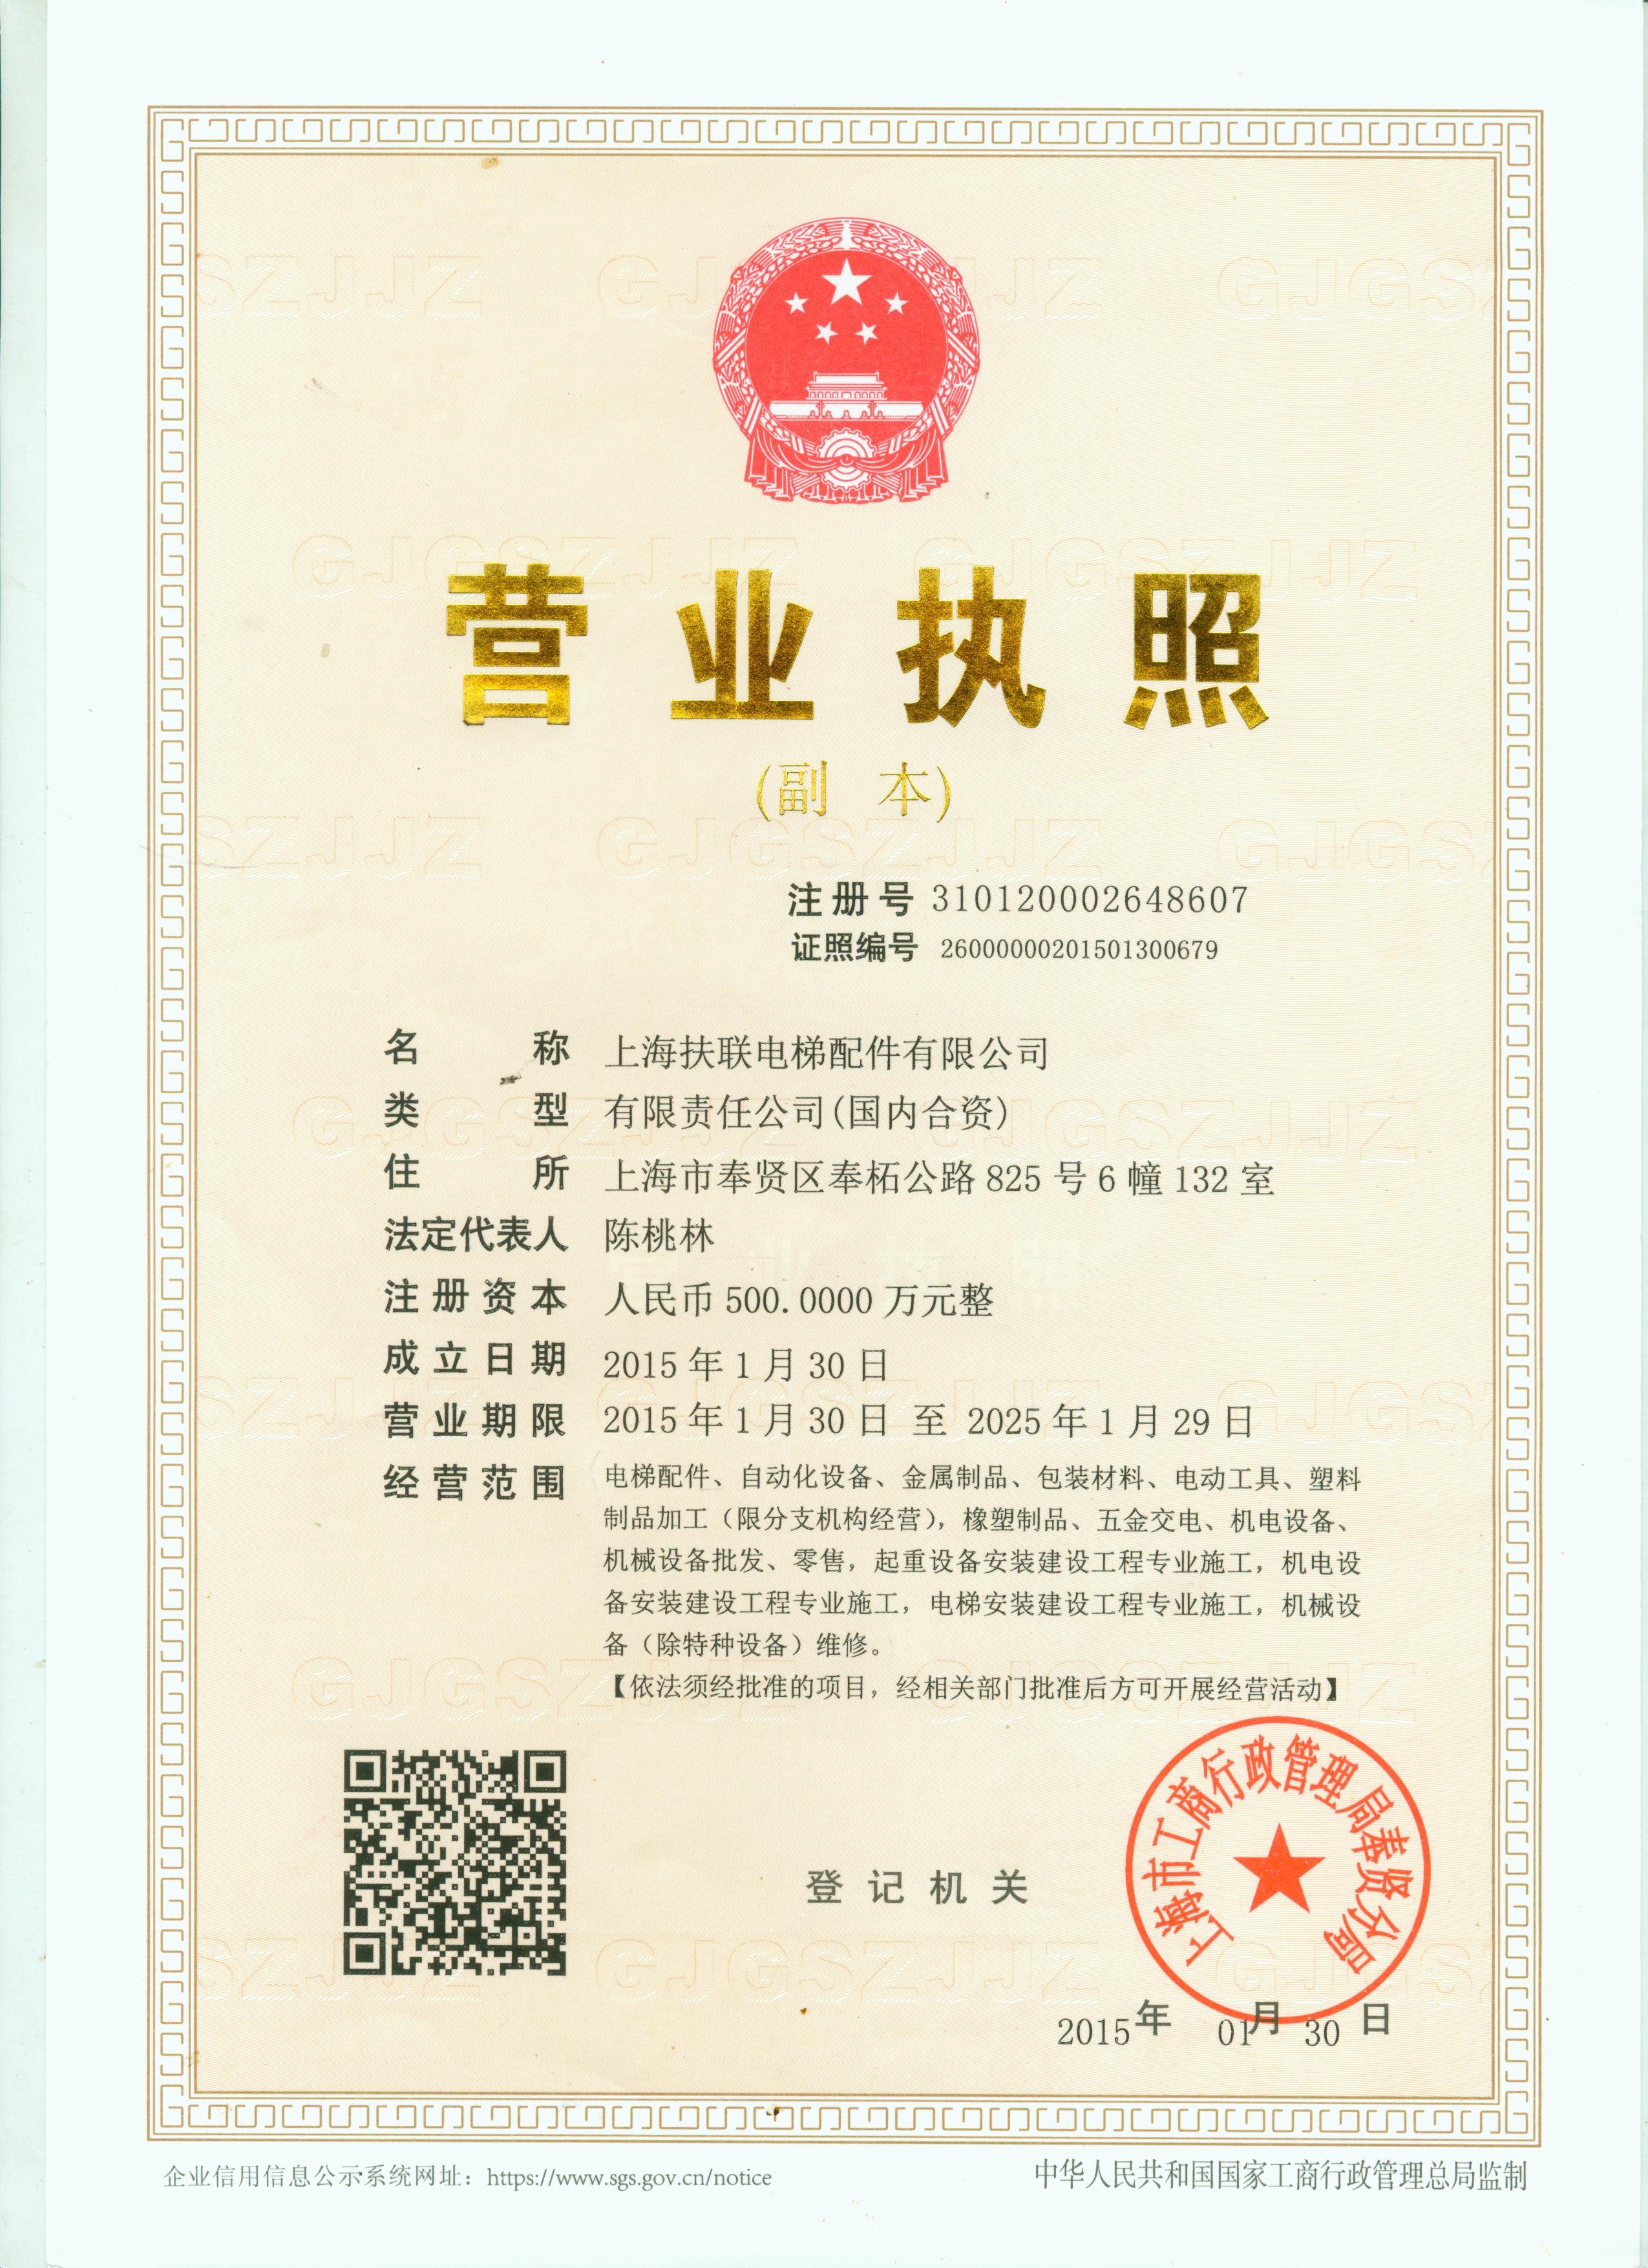 营业执照
(副 本)
注册号 310120002648607
证照编号 26000000201501300679
名称 上海扶联电梯配件有限公司
类型 有限责任公司(国内合资)
住所 上海市奉贤区奉柘公路825号6幢132室
法定代表人 陈桃林
注册资本 人民币500.0000万元整
成立日期 2015年1月30日
营业期限 2015年1月30日 至 2025年1月29日
经营范围 电梯配件、自动化设备、金属制品、包装材料、电动工具、塑料
制品加工（限分支机构经营），橡塑制品、五金交电、机电设备、
机械设备批发、零售，起重设备安装建设工程专业施工，机电设
备安装建设工程专业施工，电梯安装建设工程专业施工，机械设
备（除特种设备）维修。
【依法须经批准的项目，经相关部门批准后方可开展经营活动】
上海市工商行政管理局奉贤分局
登记机关
2015年 01月 30日
企业信用信息公示系统网址：https://www.sgs.gov.cn/notice
中华人民共和国国家工商行政管理总局监制
GJGSZJJZ